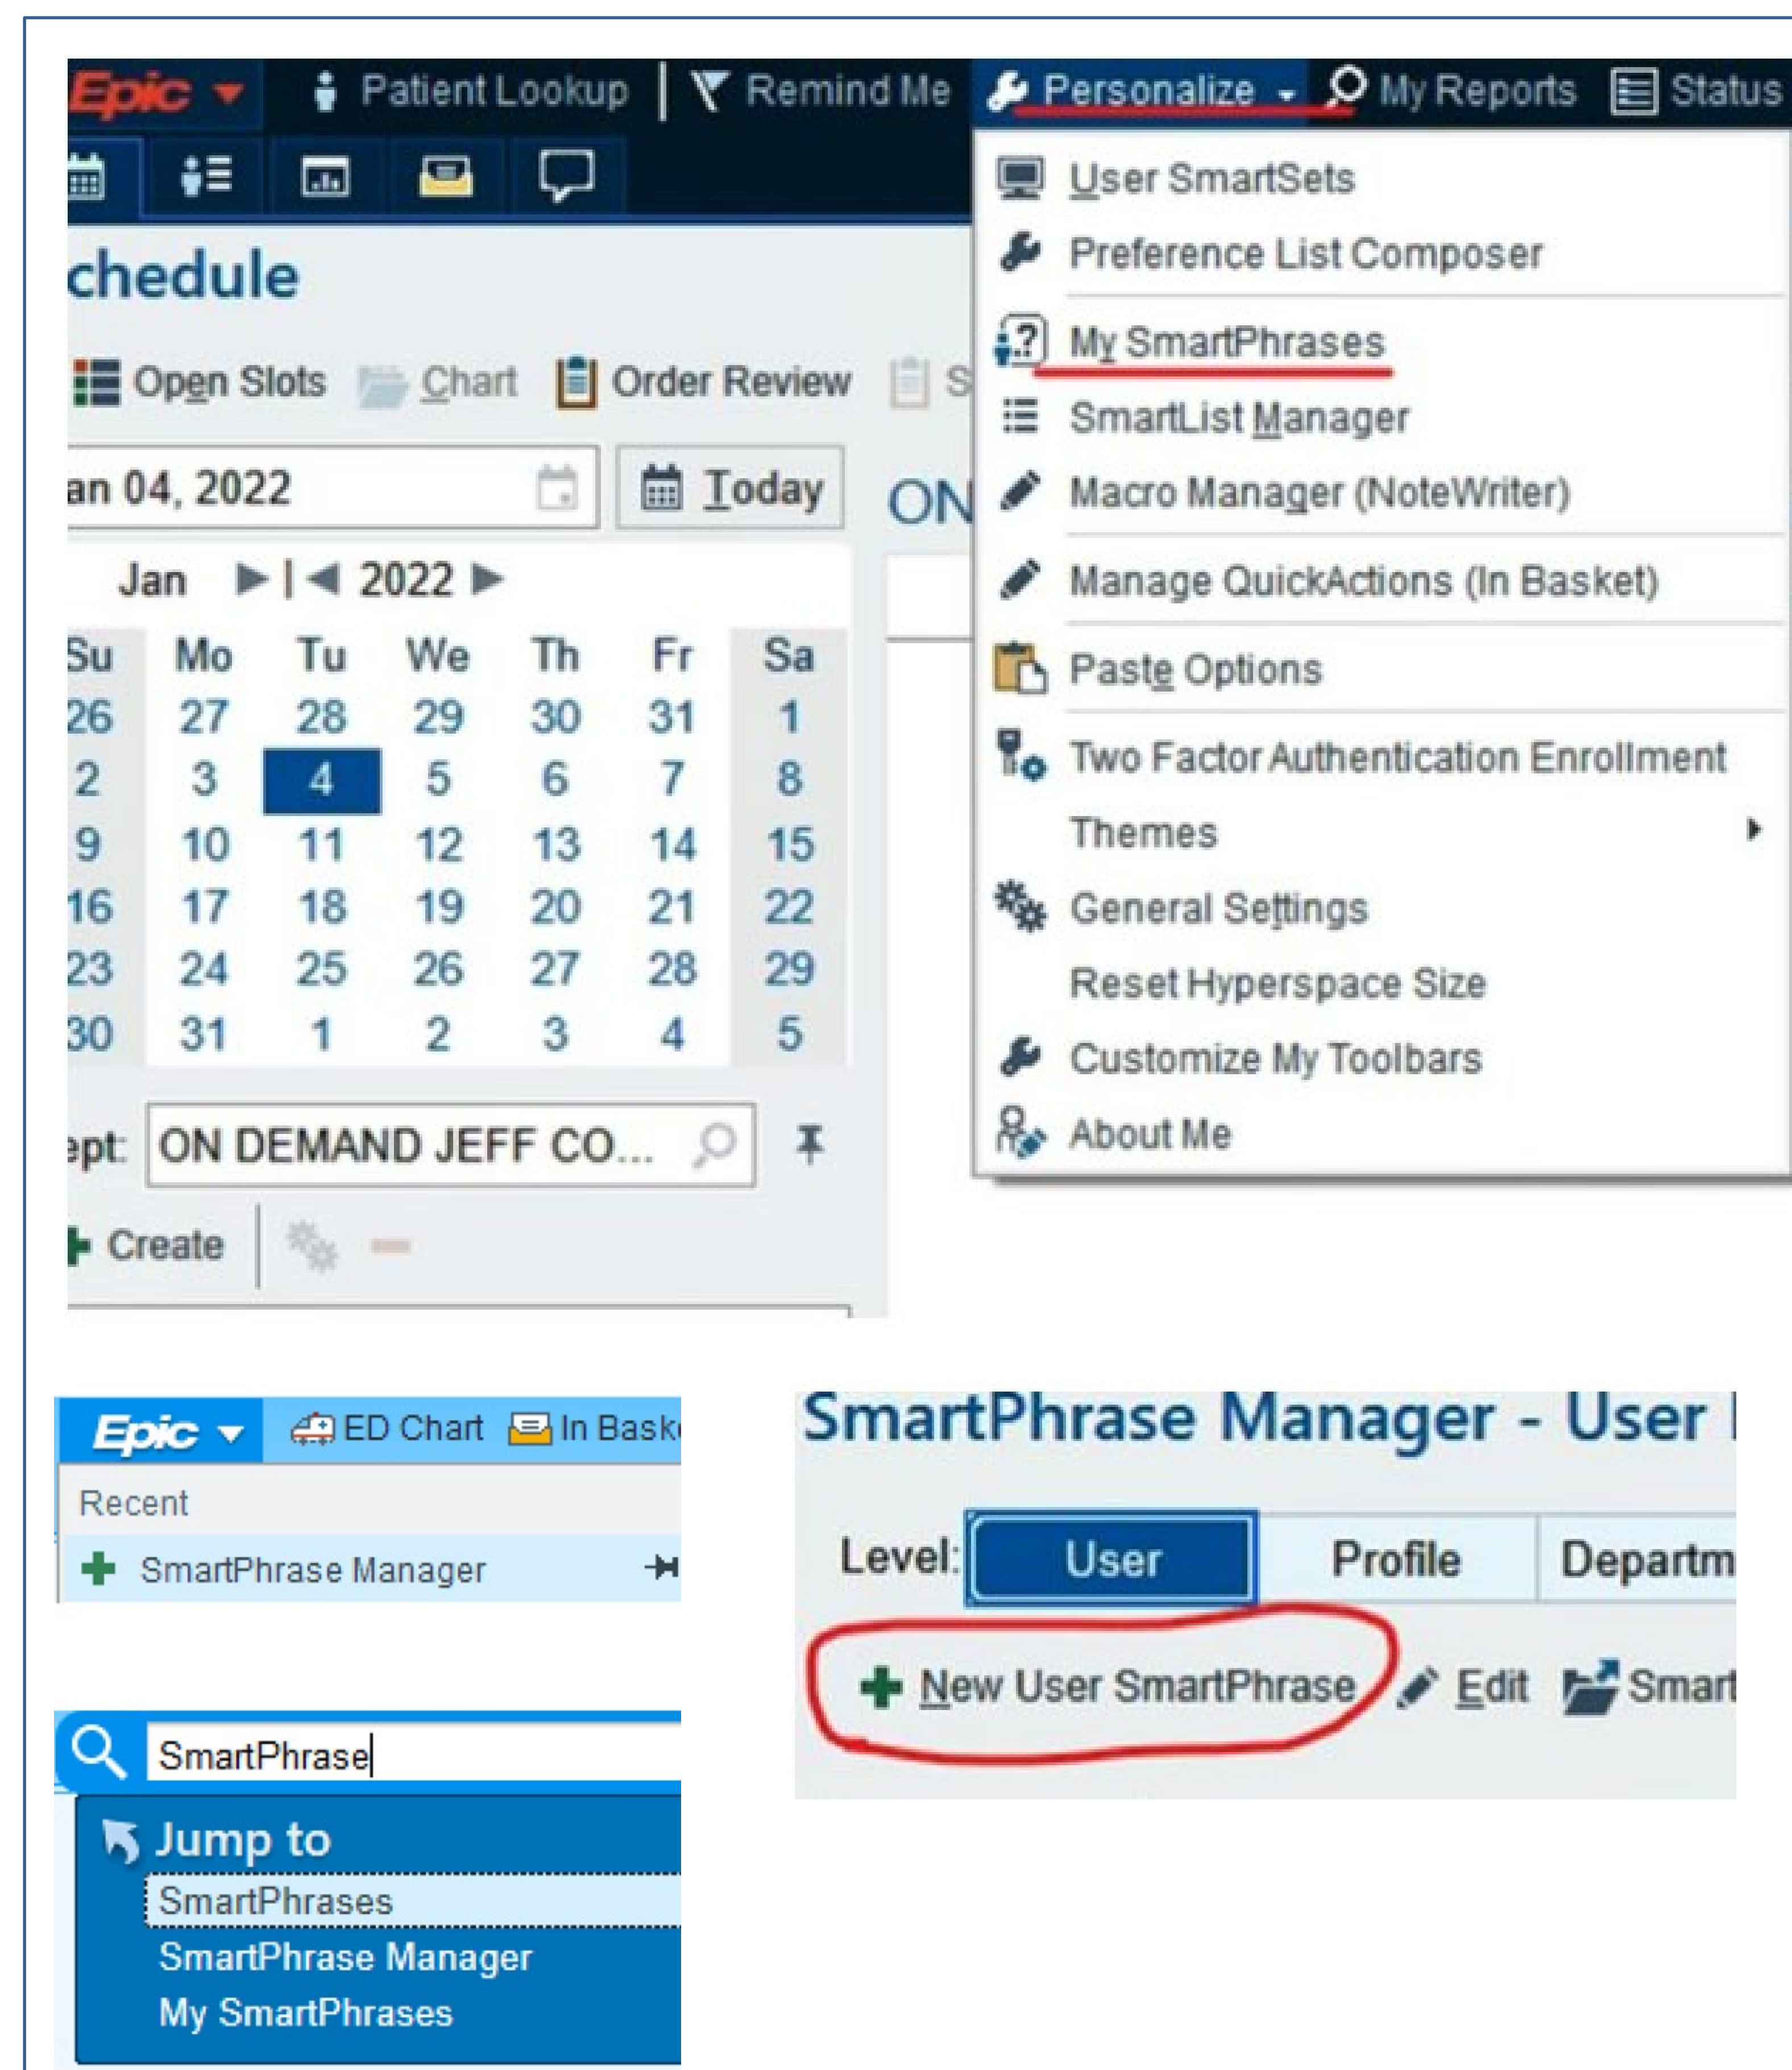 Epic Patient Lookup Remind Me Personalize My Reports Status
User SmartSets
Preference List Composer
My SmartPhrases
SmartList Manager
Macro Manager (NoteWriter)
Manage QuickActions (In Basket)
Paste Options
Two Factor Authentication Enrollment
Themes
General Settings
Reset Hyperspace Size
Customize My Toolbars
About Me
chedule
Open Slots Chart Order Review S
an 04, 2022 Today ON
Jan 2022
Su Mo Tu We Th Fr Sa
26 27 28 29 30 31 1
2 3 4 5 6 7 8
9 10 11 12 13 14 15
16 17 18 19 20 21 22
23 24 25 26 27 28 29
30 31 1 2 3 4 5
ept: ON DEMAND JEFF CO...
Create
Epic ED Chart In Baske
Recent
SmartPhrase Manager
SmartPhrase
Jump to
SmartPhrases
SmartPhrase Manager
My SmartPhrases
SmartPhrase Manager - User
Level: User Profile Departm
New User SmartPhrase Edit Smart